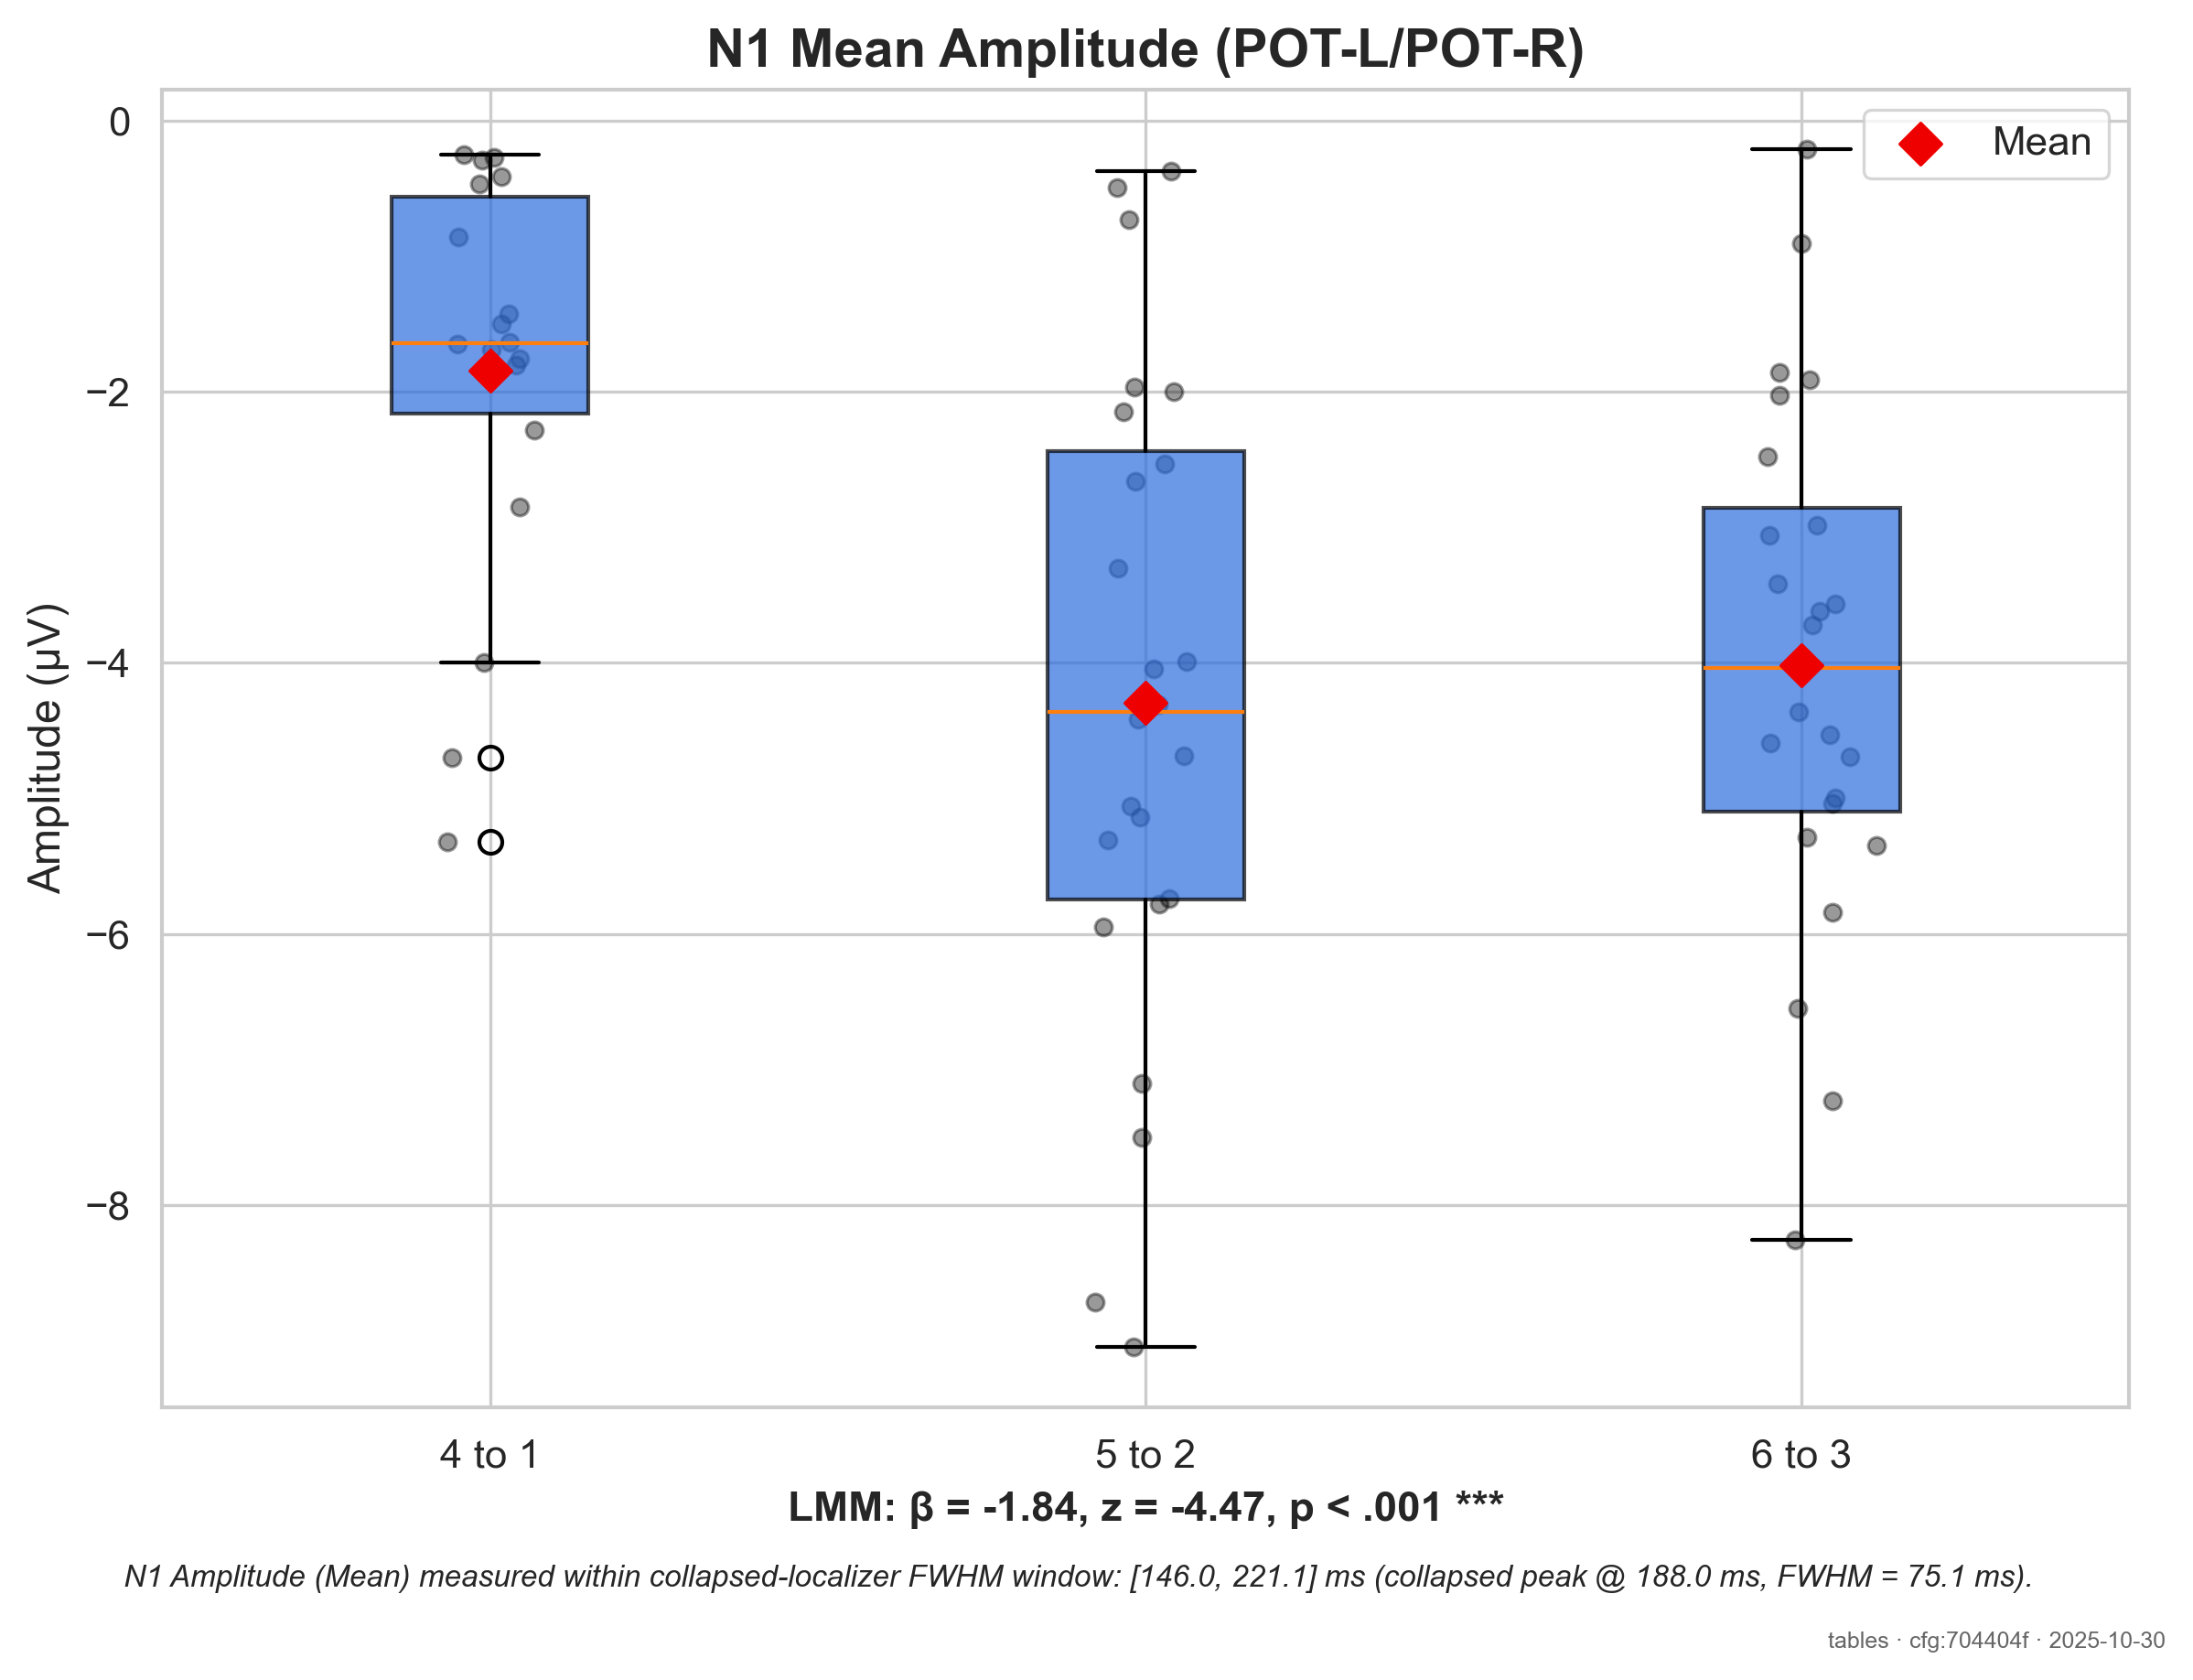 N1 Mean Amplitude (POT-L/POT-R)
Mean
Amplitude (µV)
0
−2
−4
−6
−8
4 to 1
5 to 2
6 to 3
LMM: β = -1.84, z = -4.47, p < .001 ***
N1 Amplitude (Mean) measured within collapsed-localizer FWHM window: [146.0, 221.1] ms (collapsed peak @ 188.0 ms, FWHM = 75.1 ms).
tables · cfg:704404f · 2025-10-30